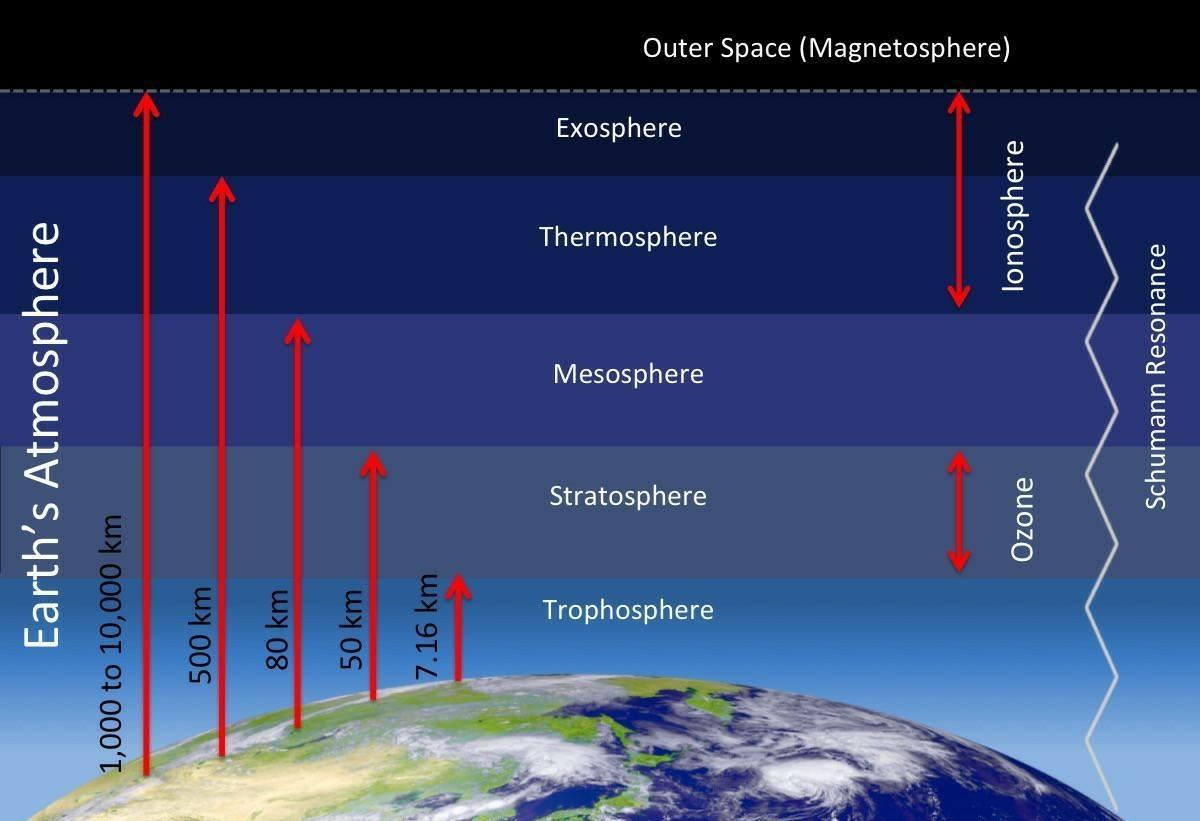 Outer Space (Magnetosphere)
Exosphere
Thermosphere
Mesosphere
Stratosphere
Trophosphere
Earth’s Atmosphere
1,000 to 10,000 km
500 km
80 km
50 km
7.16 km
Ionosphere
Ozone
Schumann Resonance